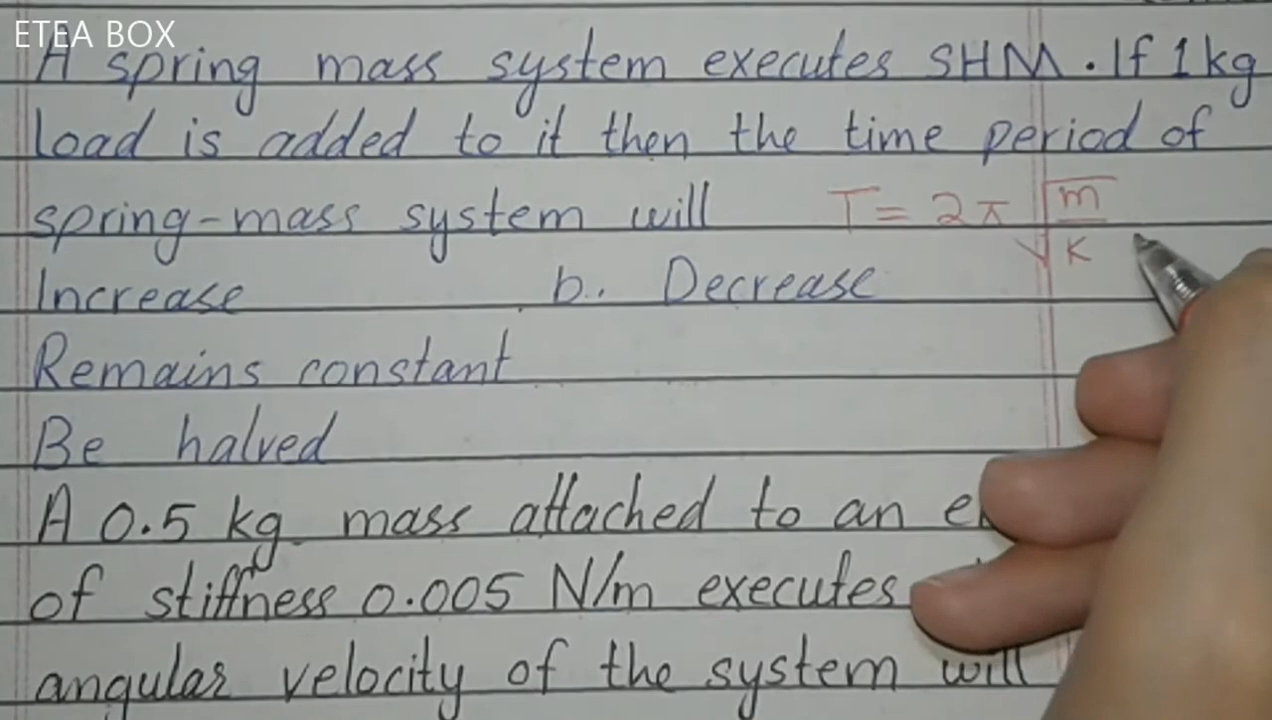 ETEA BOX
A spring mass system executes SHM. If 1kg
load is added to it then the time period of
spring-mass system will T = 2π √m/K
Increase b. Decrease
Remains constant
Be halved
A 0.5 kg mass attached to an
of stiffness 0.005 N/m executes
angular velocity of the system will